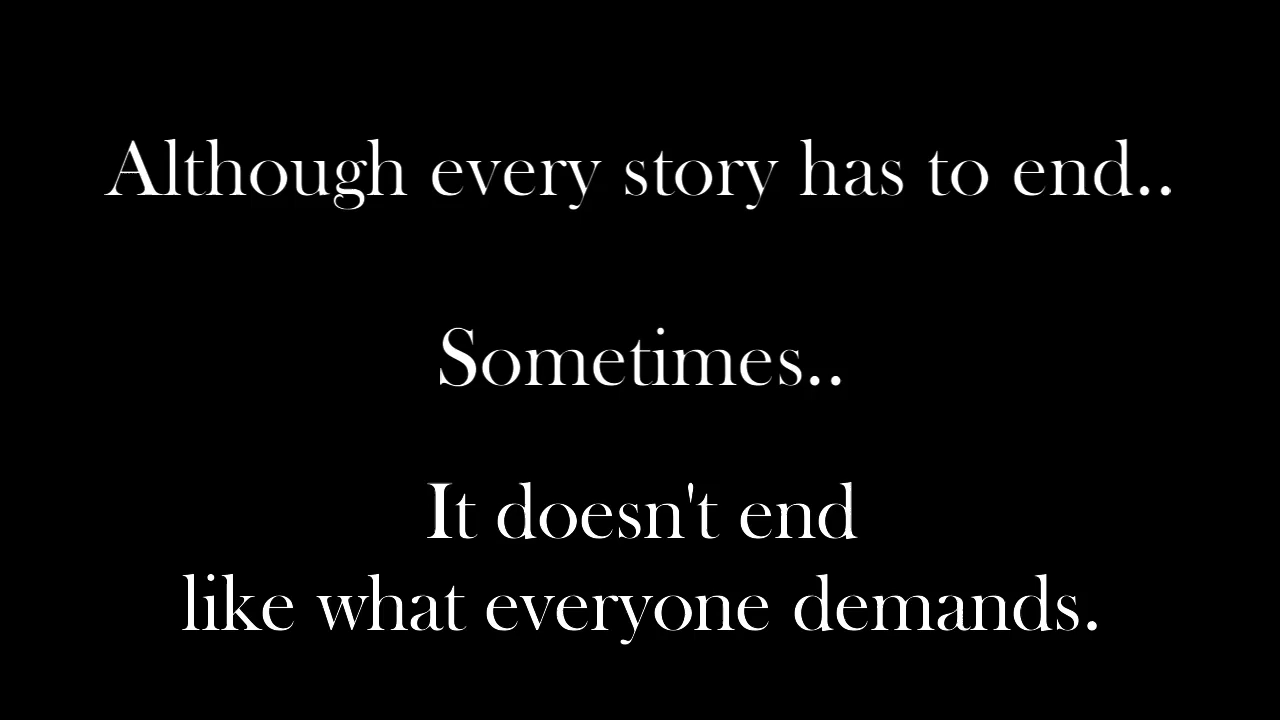 Although every story has to end..
Sometimes..
It doesn't end
like what everyone demands.